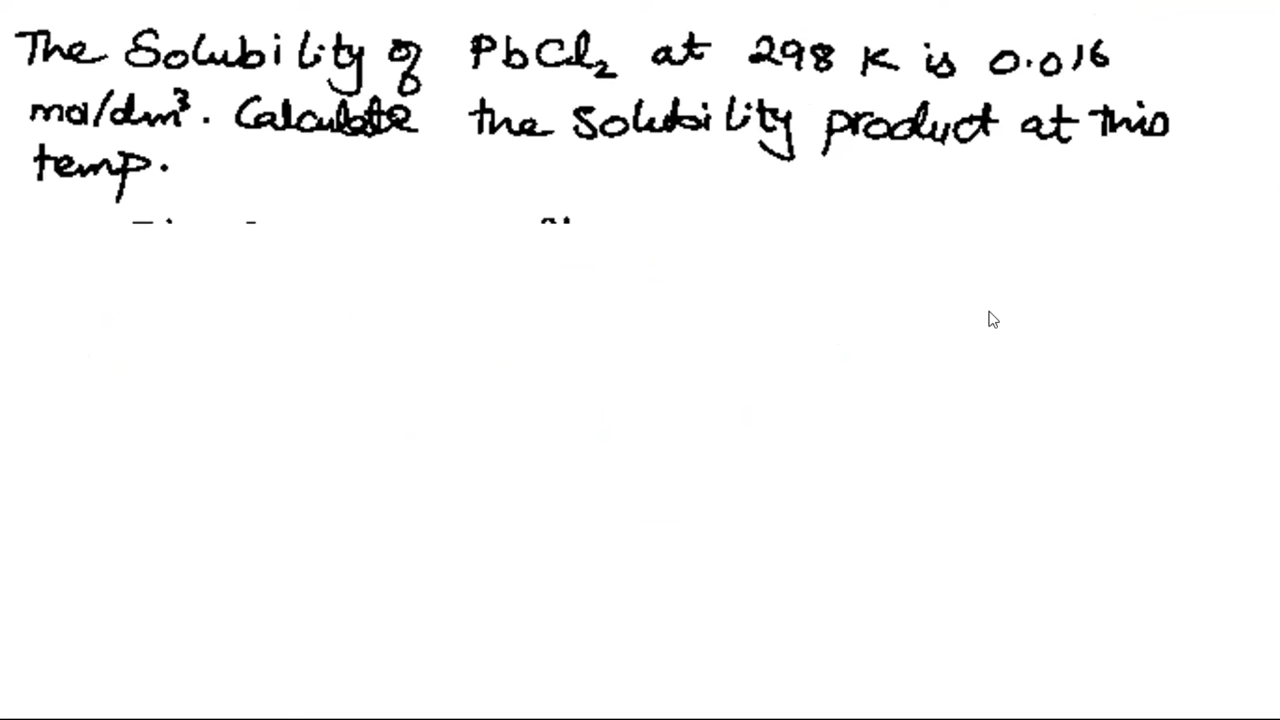 The Solubility of PbCl₂ at 298 K is 0.016
mol/dm³. Calculate the Solubility product at this
temp.